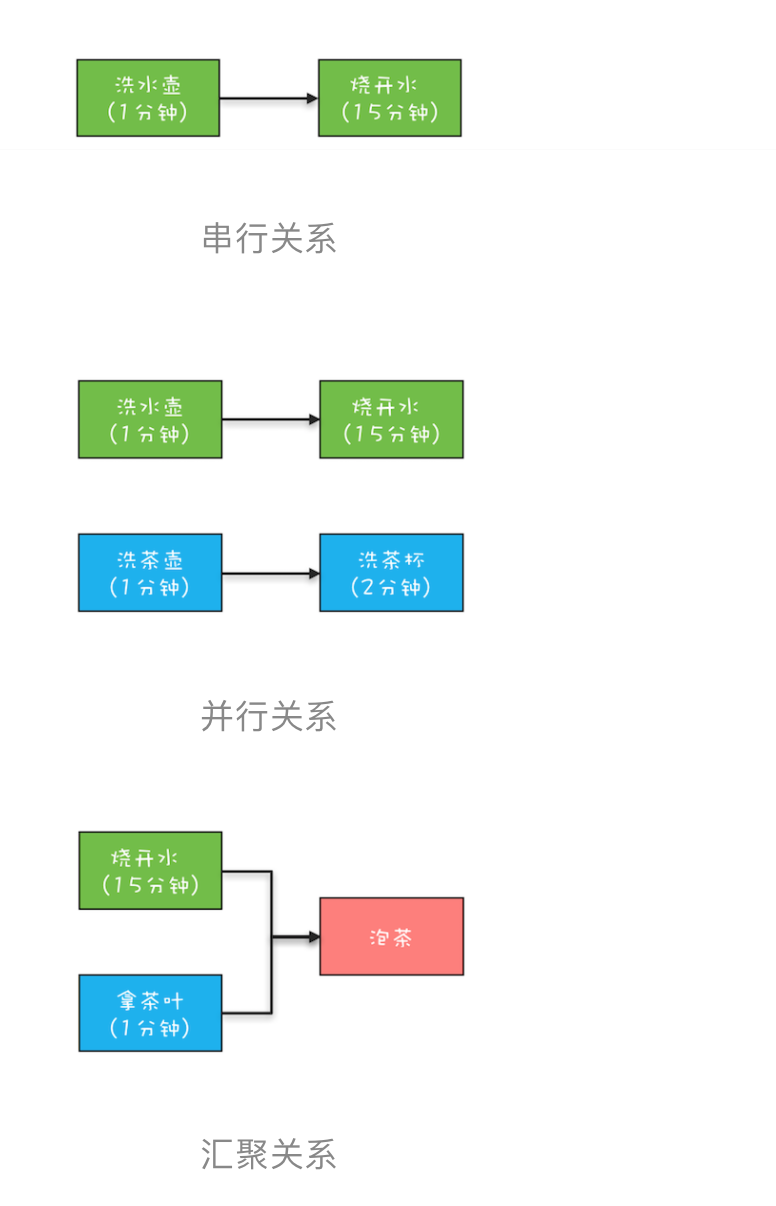 洗水壶
(1分钟)
烧开水
(15分钟)
串行关系
洗水壶
(1分钟)
烧开水
(15分钟)
洗茶壶
(1分钟)
洗茶杯
(2分钟)
并行关系
烧开水
(15分钟)
泡茶
拿茶叶
(1分钟)
汇聚关系